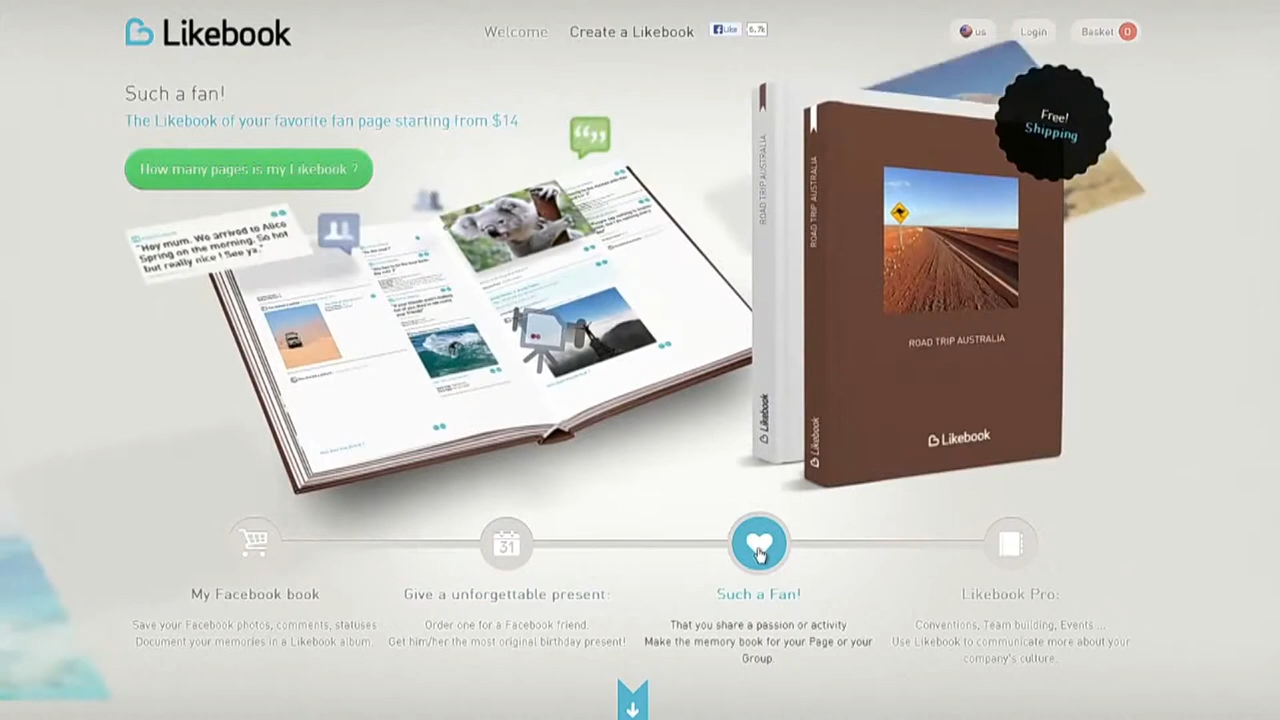 Likebook
Welcome
Create a Likebook
Like
6.7k
us
Login
Basket
0
Such a fan!
The Likebook of your favorite fan page starting from $14
How many pages is my Likebook ?
Free!
Shipping
"Hey mum. We arrived to Alice
Spring on the morning. So hot
but really nice ! See ya."
ROAD TRIP AUSTRALIA
ROAD TRIP AUSTRALIA
ROAD TRIP AUSTRALIA
Likebook
Likebook
Likebook
31
My Facebook book
Save your Facebook photos, comments, statuses
Document your memories in a Likebook album.
Give a unforgettable present:
Order one for a Facebook friend.
Get him/her the most original birthday present!
Such a Fan!
That you share a passion or activity
Make the memory book for your Page or your
Group.
Likebook Pro:
Conventions, Team building, Events ...
Use Likebook to communicate more about your
company's culture.